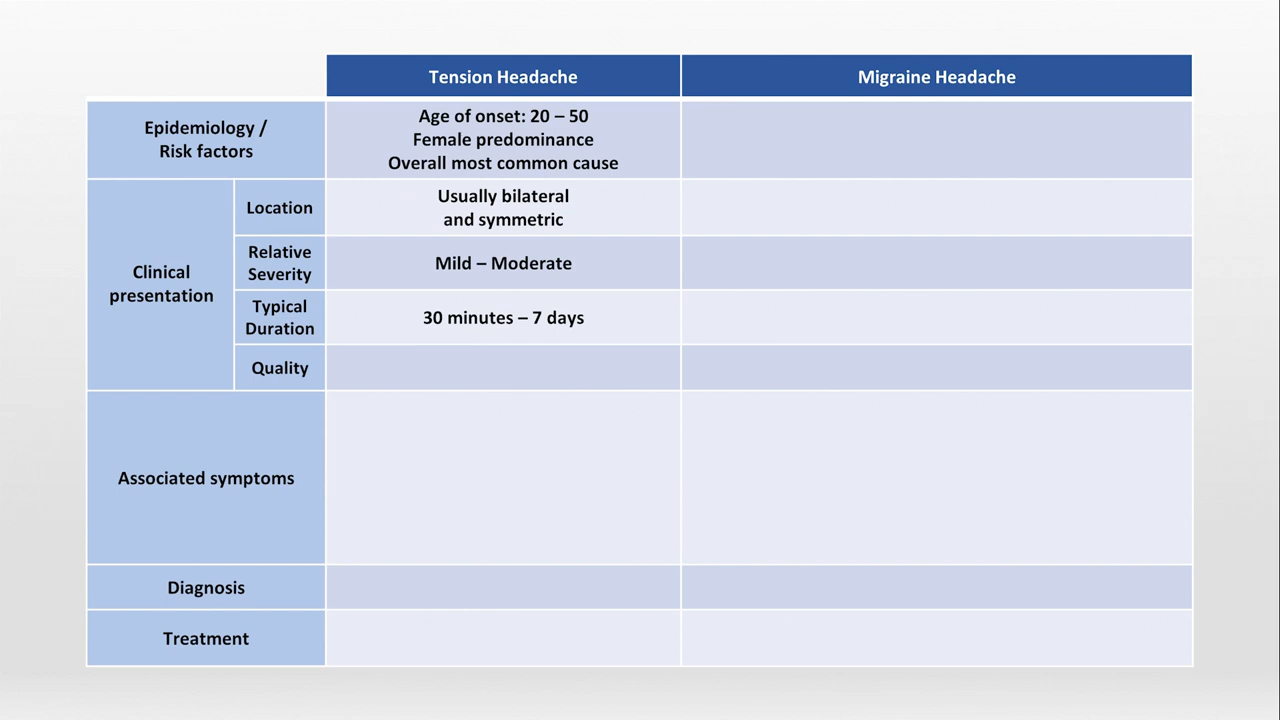 Tension Headache
Migraine Headache
Epidemiology /
Risk factors
Age of onset: 20 – 50
Female predominance
Overall most common cause
Clinical
presentation
Location
Usually bilateral
and symmetric
Relative
Severity
Mild – Moderate
Typical
Duration
30 minutes – 7 days
Quality
Associated symptoms
Diagnosis
Treatment